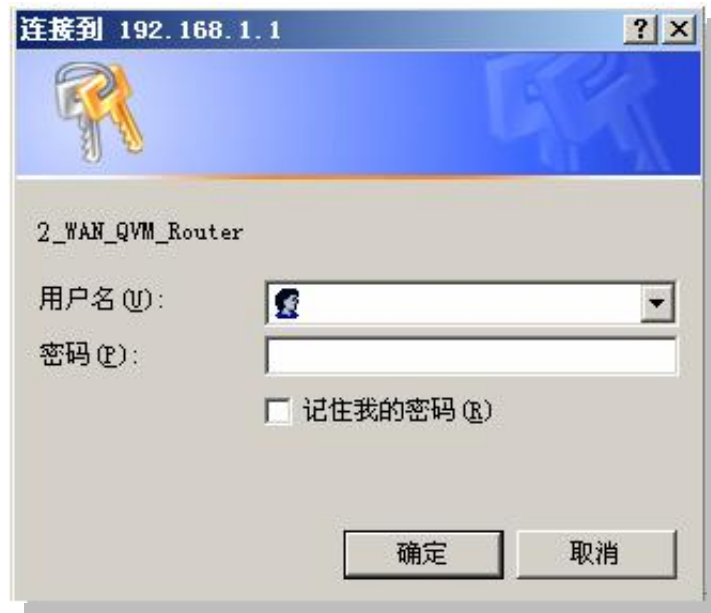 连接到 192.168.1.1
2_WAN_QVM_Router
用户名(U):
密码(P):
记住我的密码(R)
确定 取消